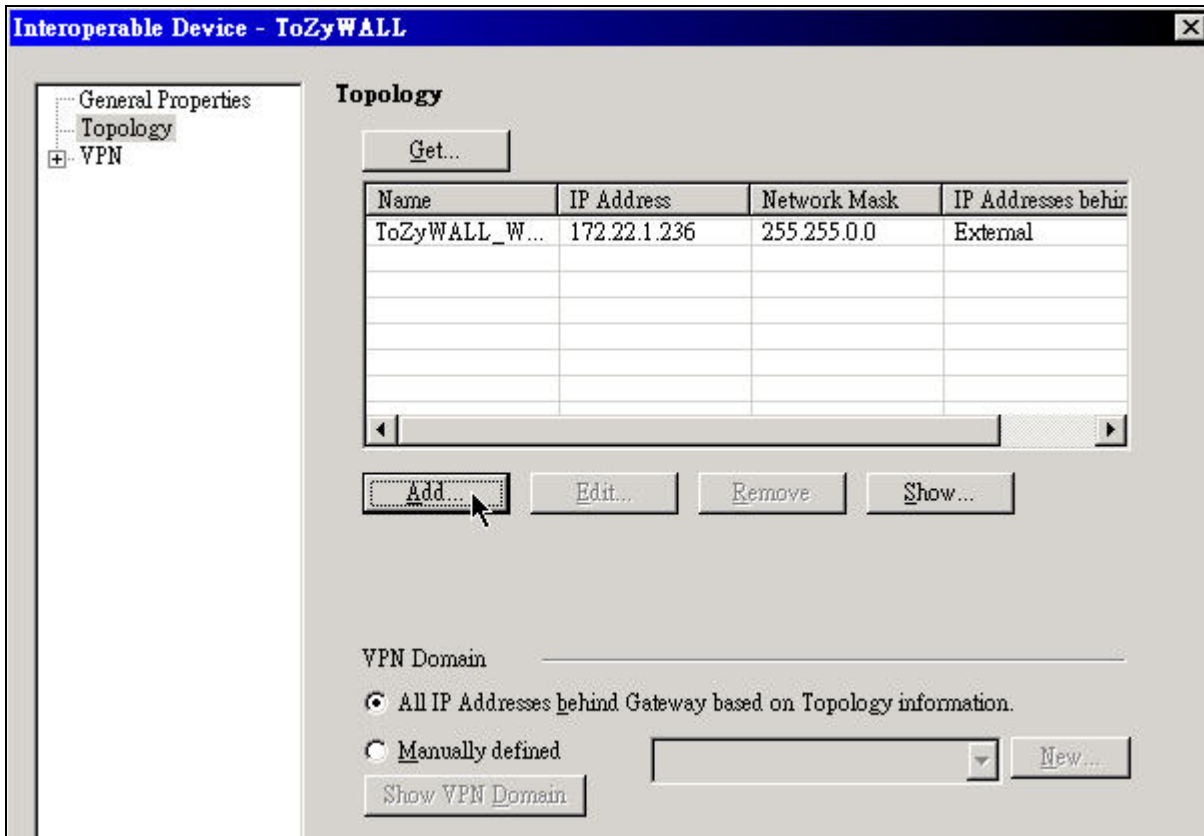 Interoperable Device - ToZyWALL
General Properties
Topology
VPN
Topology
Get...
Name IP Address Network Mask IP Addresses behin
ToZyWALL_W... 172.22.1.236 255.255.0.0 External
Add... Edit... Remove Show...
VPN Domain
All IP Addresses behind Gateway based on Topology information.
Manually defined New...
Show VPN Domain